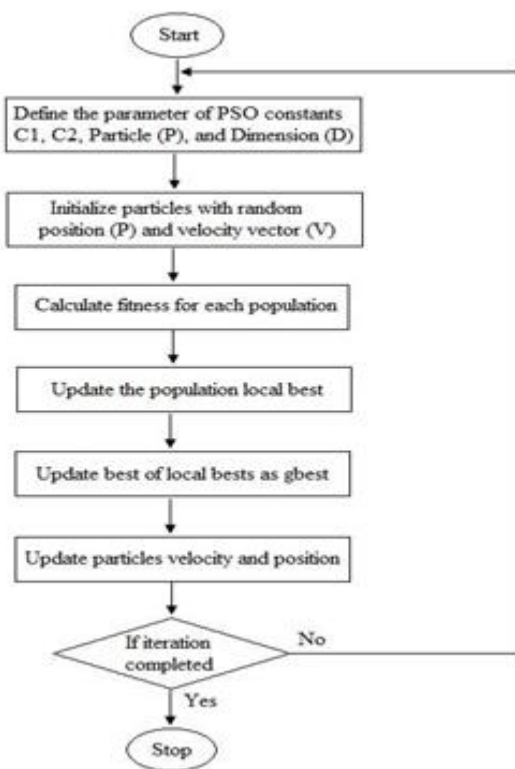 Start
Define the parameter of PSO constants
C1, C2, Particle (P), and Dimension (D)
Initialize particles with random
position (P) and velocity vector (V)
Calculate fitness for each population
Update the population local best
Update best of local bests as gbest
Update particles velocity and position
If iteration
completed
No
Yes
Stop